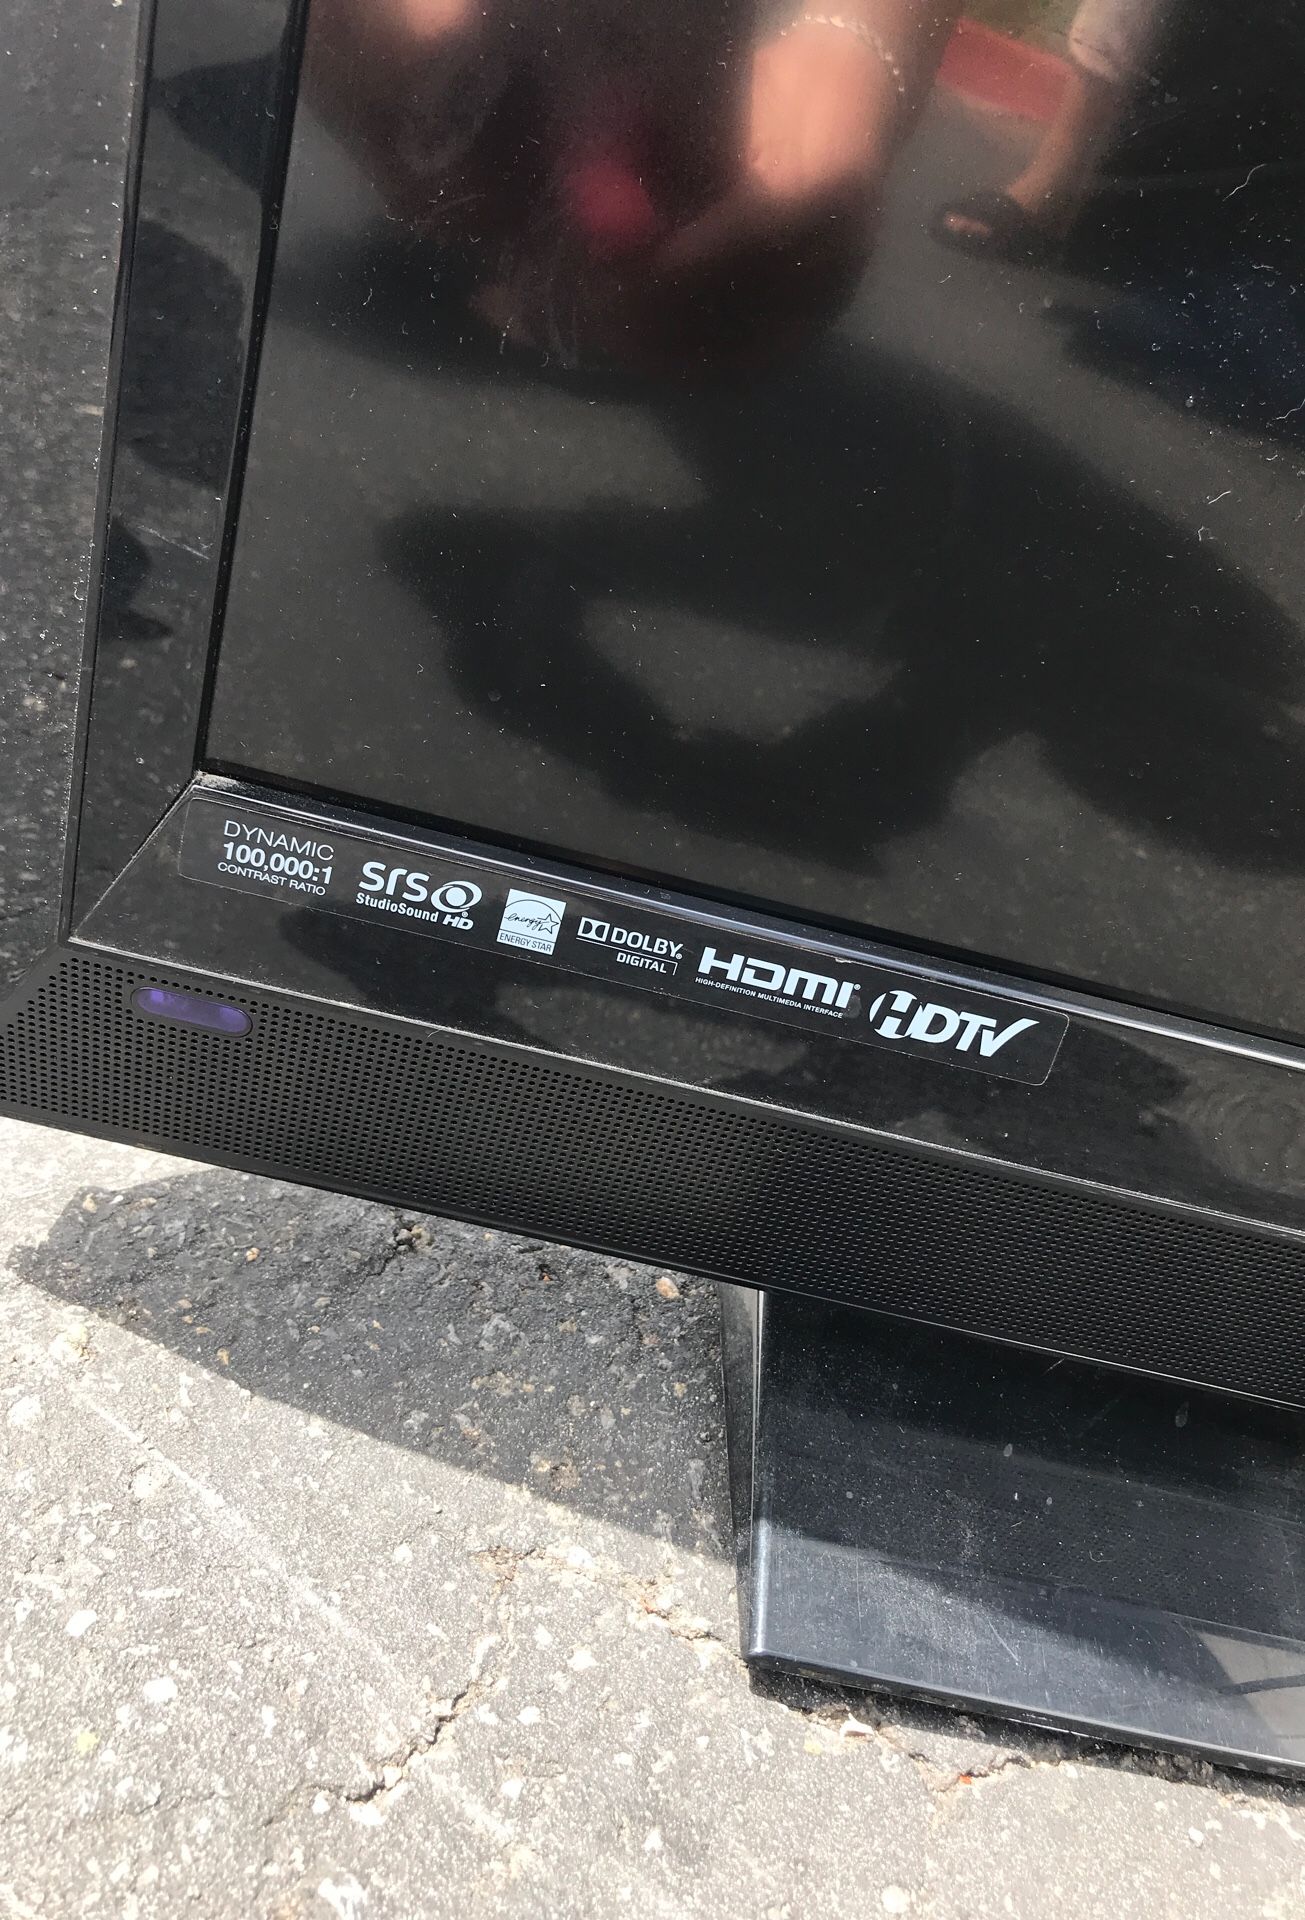 DYNAMIC
100,000:1
CONTRAST RATIO
SRS
StudioSound HD
energy
ENERGY STAR
DOLBY
DIGITAL
HDMI
HIGH-DEFINITION MULTIMEDIA INTERFACE
HDTV